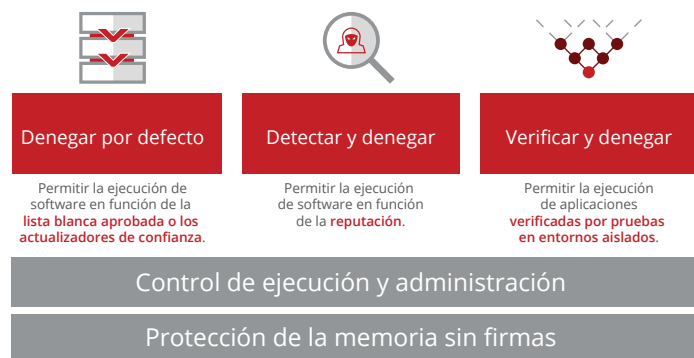 Denegar por defecto
Permitir la ejecución de
software en función de la
lista blanca aprobada o los
actualizadores de confianza.
Detectar y denegar
Permitir la ejecución
de software en función
de la reputación.
Verificar y denegar
Permitir la ejecución
de aplicaciones
verificadas por pruebas
en entornos aislados.
Control de ejecución y administración
Protección de la memoria sin firmas